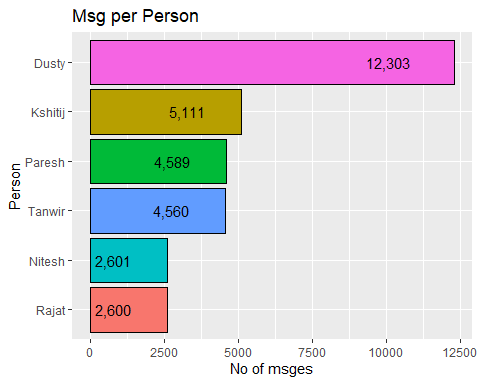 Msg per Person
Person
Dusty 12,303
Kshitij 5,111
Paresh 4,589
Tanwir 4,560
Nitesh 2,601
Rajat 2,600
0 2500 5000 7500 10000 12500
No of msges